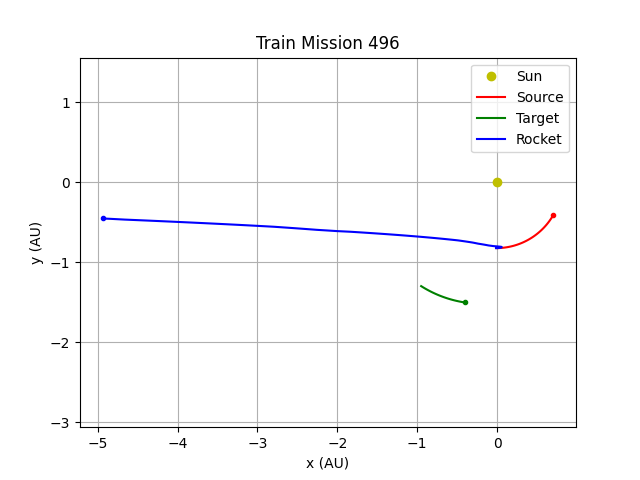 Train Mission 496
Sun
Source
Target
Rocket
1
0
−1
−2
−3
y (AU)
−5 −4 −3 −2 −1 0
x (AU)